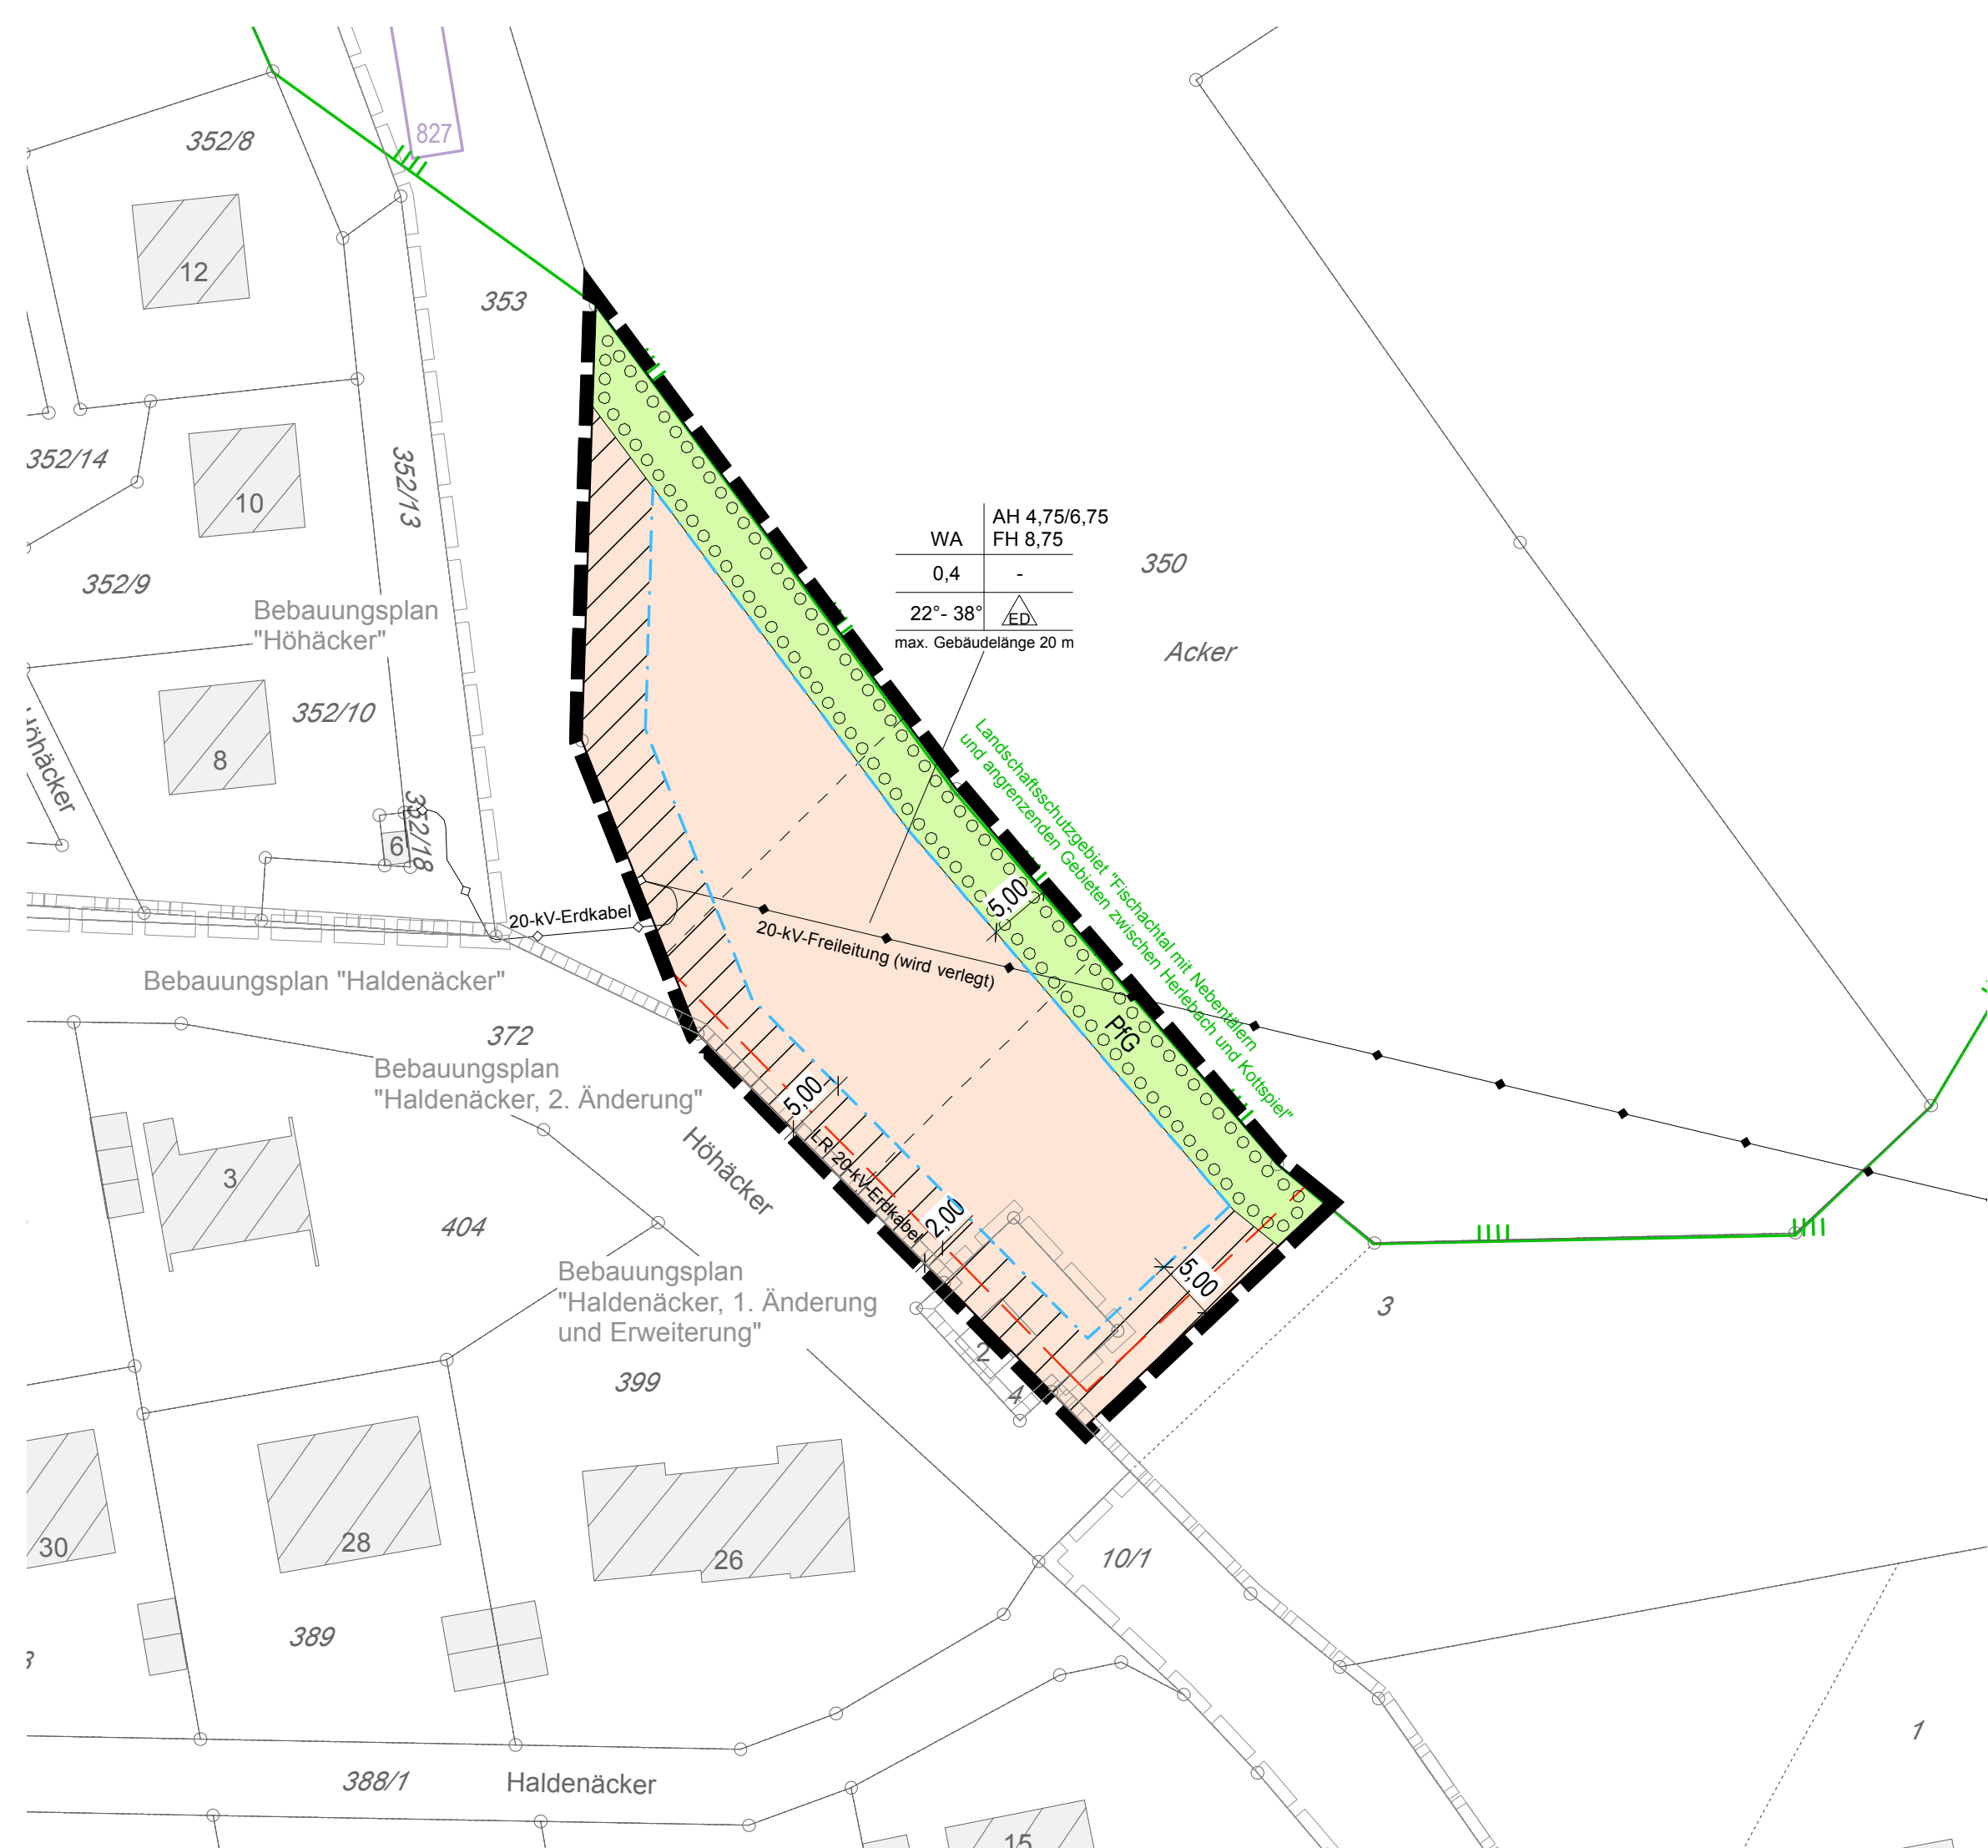 827
352/8
12
353
352/14
10
352/13
AH 4,75/6,75
WA
FH 8,75
0,4
-
22°- 38°
ED
max. Gebäudelänge 20 m
350
Acker
352/9
Bebauungsplan
"Höhäcker"
352/10
8
Höhäcker
6
352/18
Landschaftsschutzgebiet "Fischachtal mit Nebentälern
und angrenzenden Gebieten zwischen Herlebach und Kottspiel"
5,00
20-kV-Erdkabel
20-kV-Freileitung (wird verlegt)
PfG
Bebauungsplan "Haldenäcker"
372
Bebauungsplan
"Haldenäcker, 2. Änderung"
5,00
LR 20-kV-Erdkabel
2,00
5,00
Höhäcker
3
404
Bebauungsplan
"Haldenäcker, 1. Änderung
und Erweiterung"
399
2
4
3
30
28
26
10/1
389
3
1
388/1
Haldenäcker
15